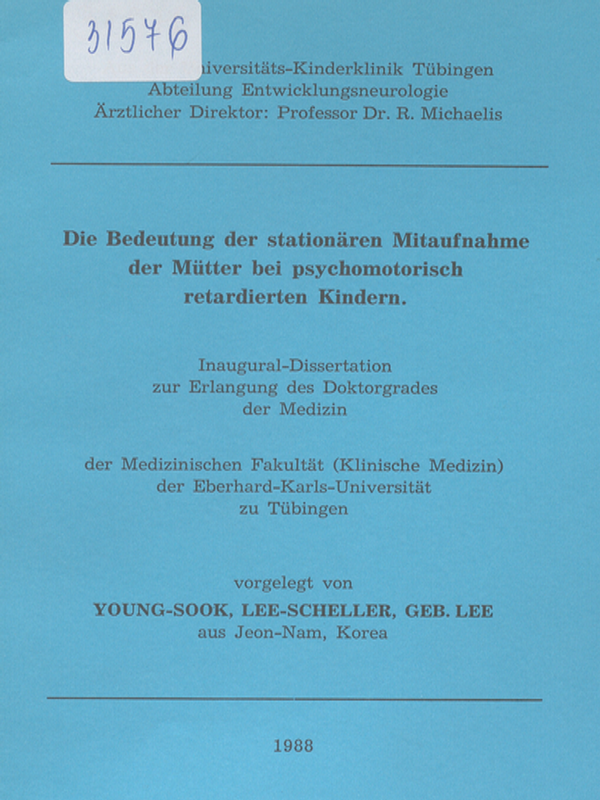 31576
niversitäts-Kinderklinik Tübingen
Abteilung Entwicklungsneurologie
Ärztlicher Direktor: Professor Dr. R. Michaelis
Die Bedeutung der stationären Mitaufnahme
der Mütter bei psychomotorisch
retardierten Kindern.
Inaugural-Dissertation
zur Erlangung des Doktorgrades
der Medizin
der Medizinischen Fakultät (Klinische Medizin)
der Eberhard-Karls-Universität
zu Tübingen
vorgelegt von
YOUNG-SOOK, LEE-SCHELLER, GEB. LEE
aus Jeon-Nam, Korea
1988